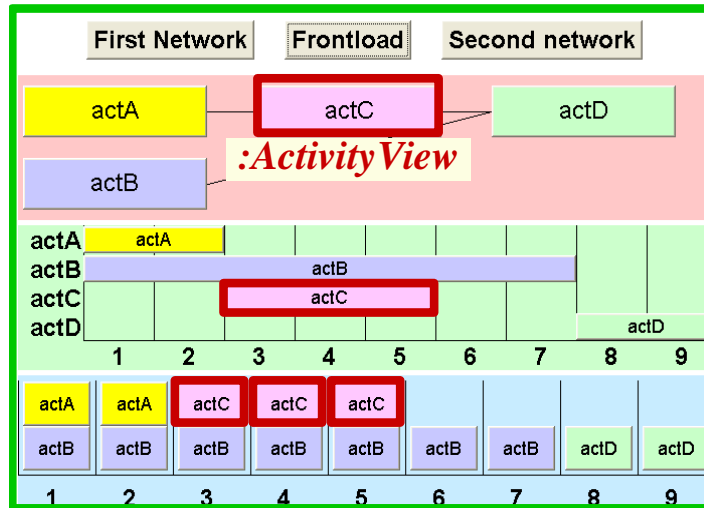 First Network Frontload Second network
actA actC actD
:ActivityView
actB
actA actA
actB actB
actC actC
actD actD
1 2 3 4 5 6 7 8 9
actA actA actC actC actC
actB actB actB actB actB actB actB actD actD
1 2 3 4 5 6 7 8 9